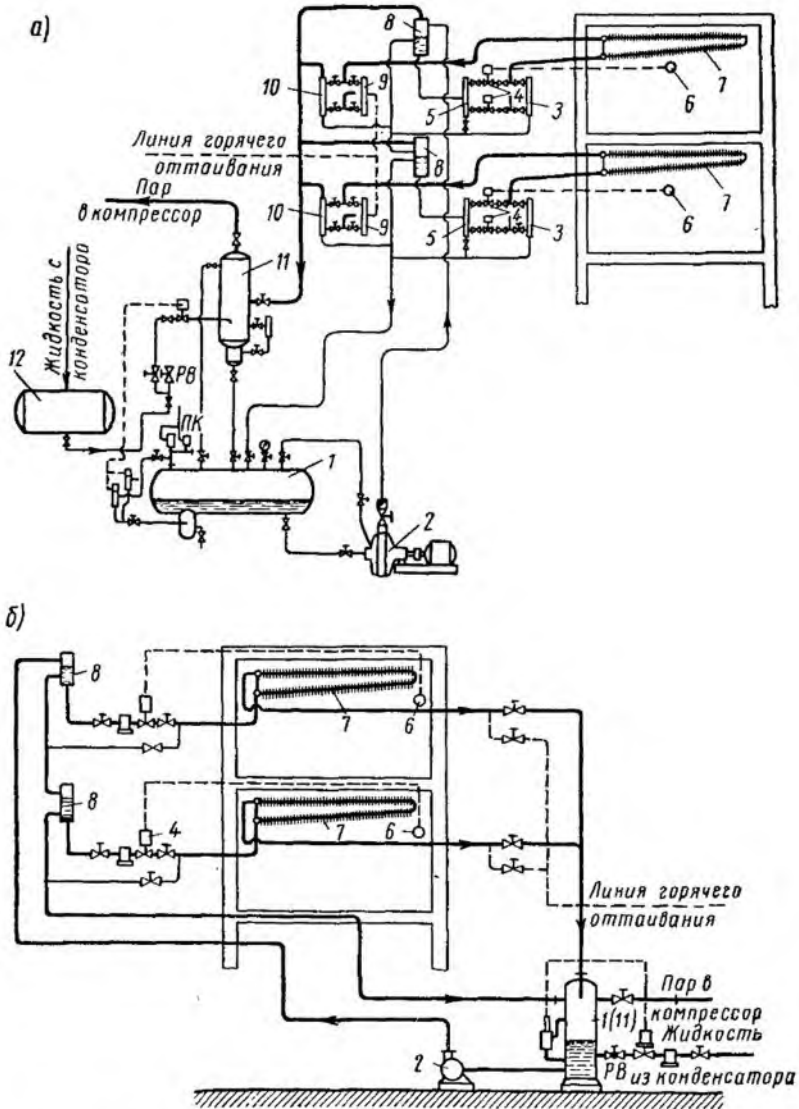 а)
8
10
9
4
5
3
6
7
Линия горячего
оттаивания
8
Пар
в компрессор
10
9
4
5
3
6
7
11
Жидкость с
конденсатора
12
РВ
ПК
1
2
б)
8
7
6
8
4
7
6
Линия горячего
оттаивания
Пар в
компрессор
1(11)
Жидкость
2
РВ
из конденсатора